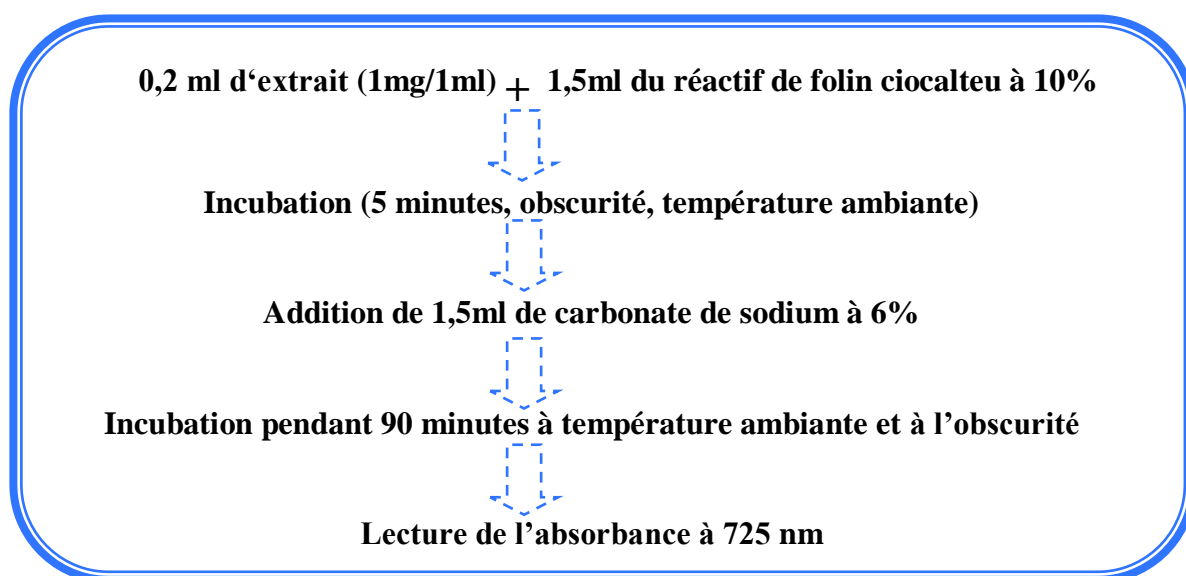 0,2 ml d‘extrait (1mg/1ml) + 1,5ml du réactif de folin ciocalteu à 10%
Incubation (5 minutes, obscurité, température ambiante)
Addition de 1,5ml de carbonate de sodium à 6%
Incubation pendant 90 minutes à température ambiante et à l’obscurité
Lecture de l’absorbance à 725 nm